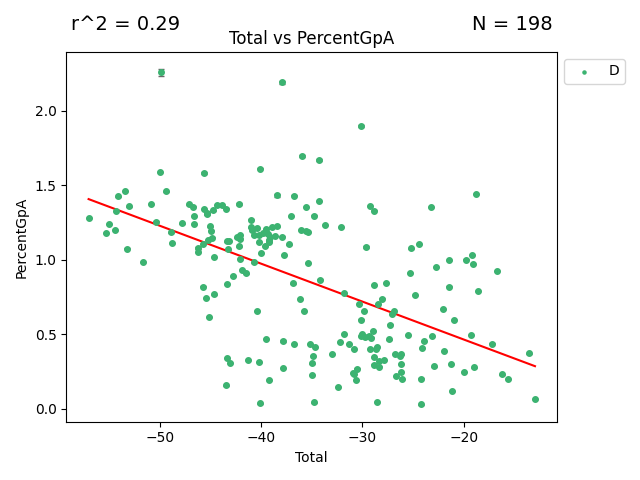 r^2 = 0.29
N = 198
Total vs PercentGpA
D
PercentGpA
2.0
1.5
1.0
0.5
0.0
−50
−40
−30
−20
Total